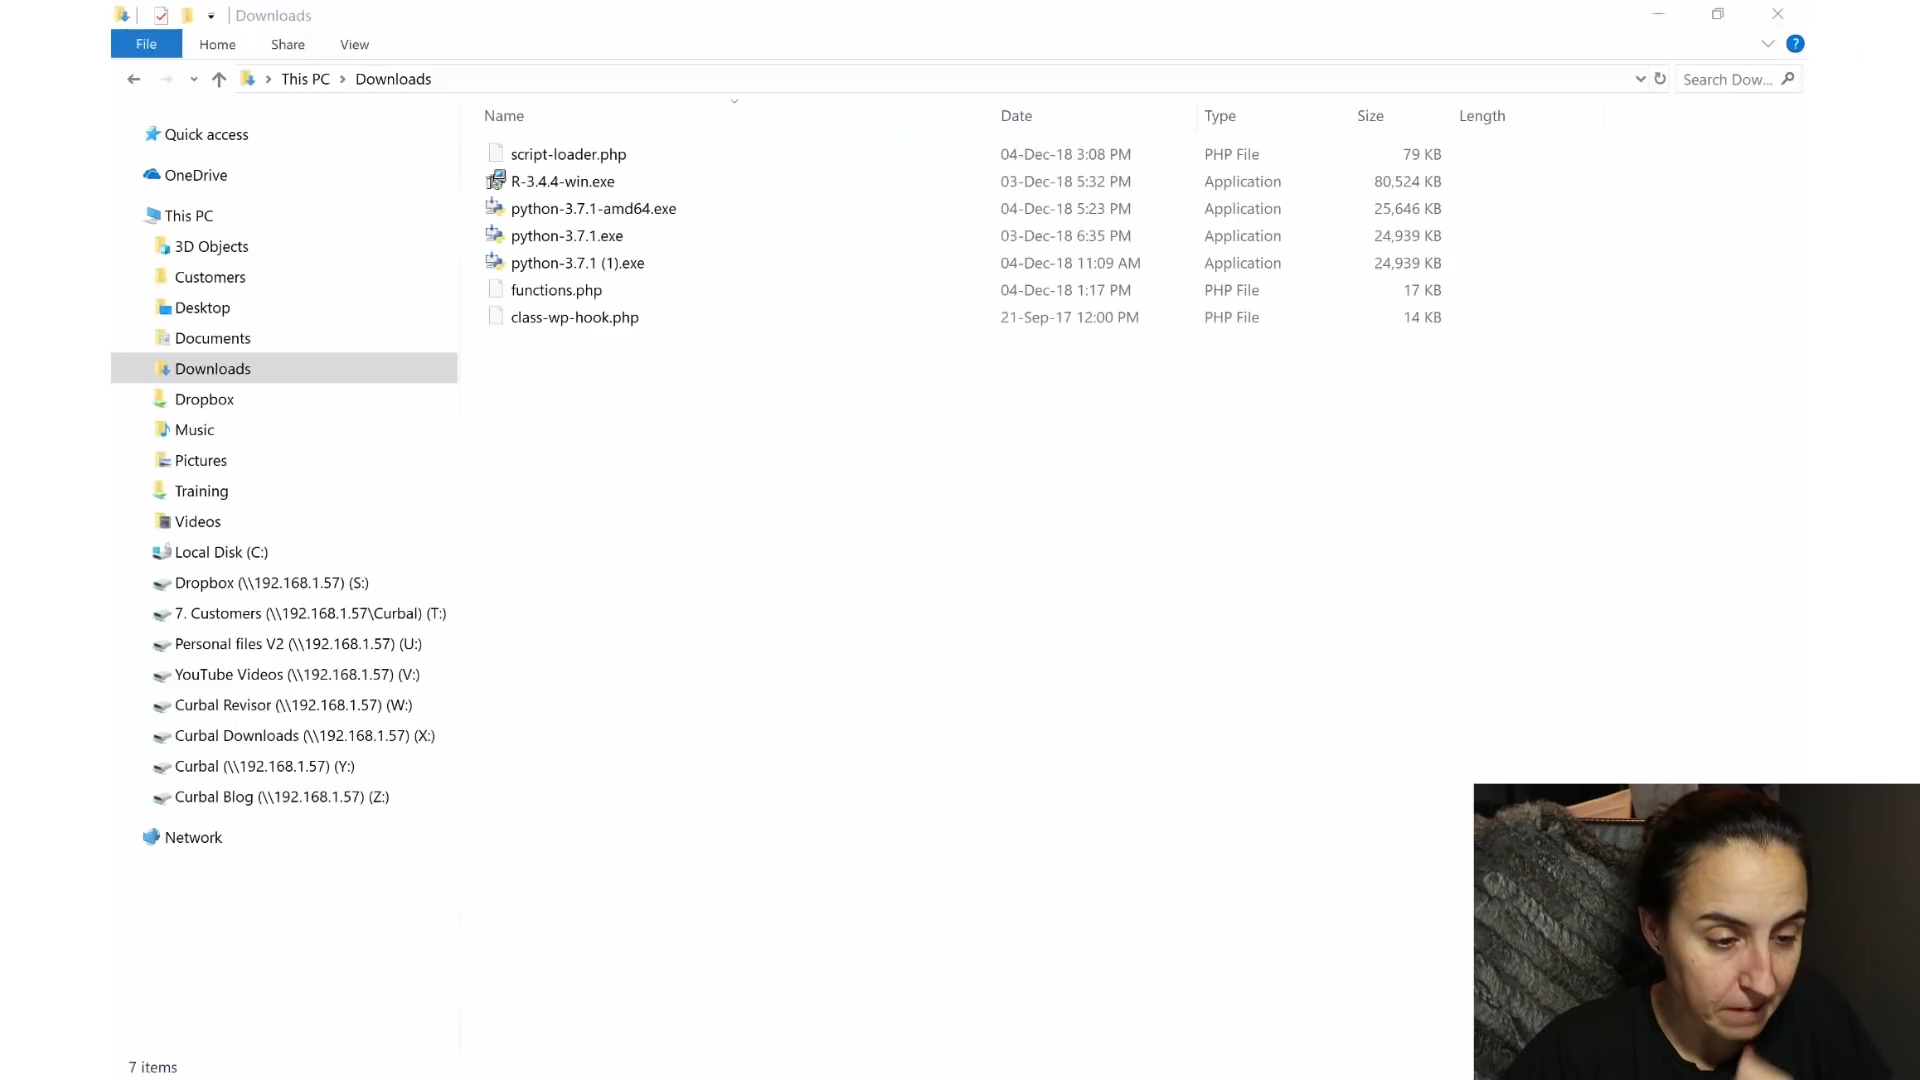 Downloads
File Home Share View
This PC > Downloads
Search Dow...
Name Date Type Size Length
script-loader.php 04-Dec-18 3:08 PM PHP File 79 KB
R-3.4.4-win.exe 03-Dec-18 5:32 PM Application 80,524 KB
python-3.7.1-amd64.exe 04-Dec-18 5:23 PM Application 25,646 KB
python-3.7.1.exe 03-Dec-18 6:35 PM Application 24,939 KB
python-3.7.1 (1).exe 04-Dec-18 11:09 AM Application 24,939 KB
functions.php 04-Dec-18 1:17 PM PHP File 17 KB
class-wp-hook.php 21-Sep-17 12:00 PM PHP File 14 KB
Quick access
OneDrive
This PC
3D Objects
Customers
Desktop
Documents
Downloads
Dropbox
Music
Pictures
Training
Videos
Local Disk (C:)
Dropbox (\\192.168.1.57) (S:)
7. Customers (\\192.168.1.57\Curbal) (T:)
Personal files V2 (\\192.168.1.57) (U:)
YouTube Videos (\\192.168.1.57) (V:)
Curbal Revisor (\\192.168.1.57) (W:)
Curbal Downloads (\\192.168.1.57) (X:)
Curbal (\\192.168.1.57) (Y:)
Curbal Blog (\\192.168.1.57) (Z:)
Network
7 items